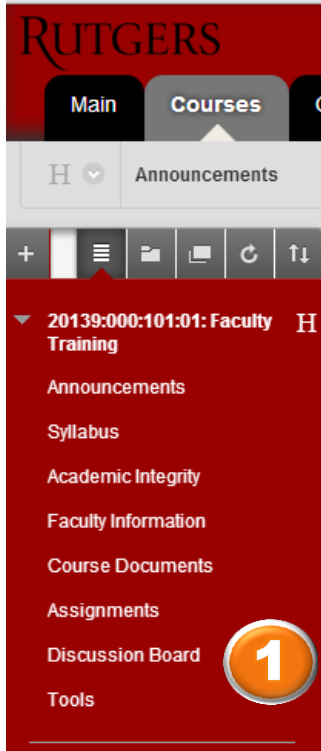 RUTGERS
Main
Courses
H
Announcements
20139:000:101:01: Faculty H
Training
Announcements
Syllabus
Academic Integrity
Faculty Information
Course Documents
Assignments
Discussion Board
1
Tools